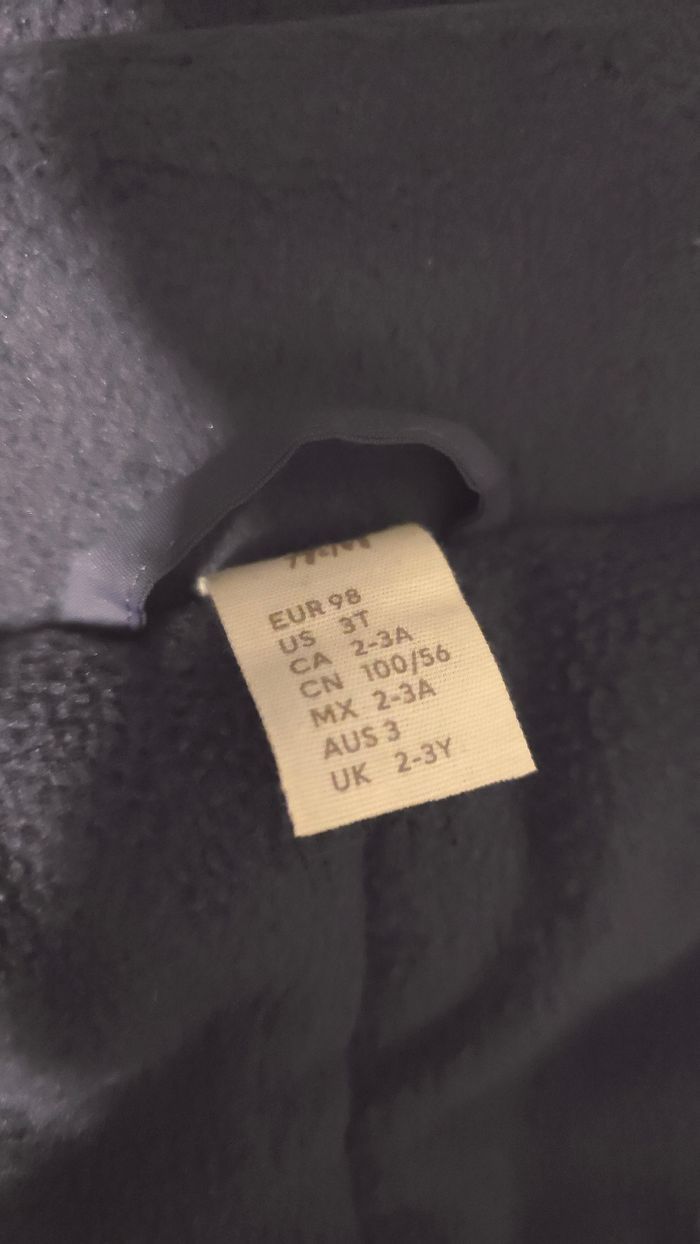 EUR 98
US 3T
CA 2-3A
CN 100/56
MX 2-3A
AUS 3
UK 2-3Y